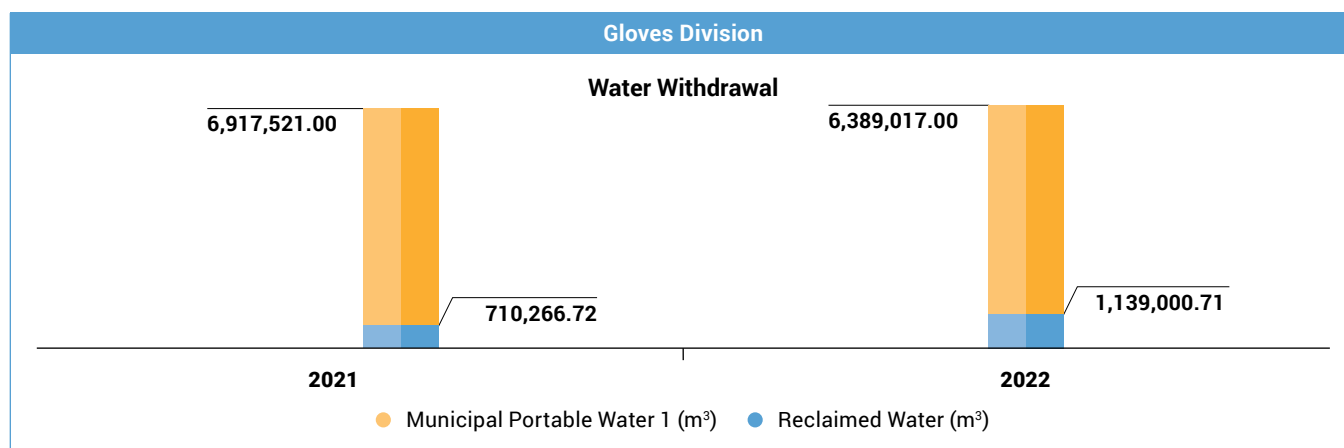 Gloves Division
Water Withdrawal
6,917,521.00
6,389,017.00
710,266.72
1,139,000.71
2021
2022
Municipal Portable Water 1 (m³)
Reclaimed Water (m³)